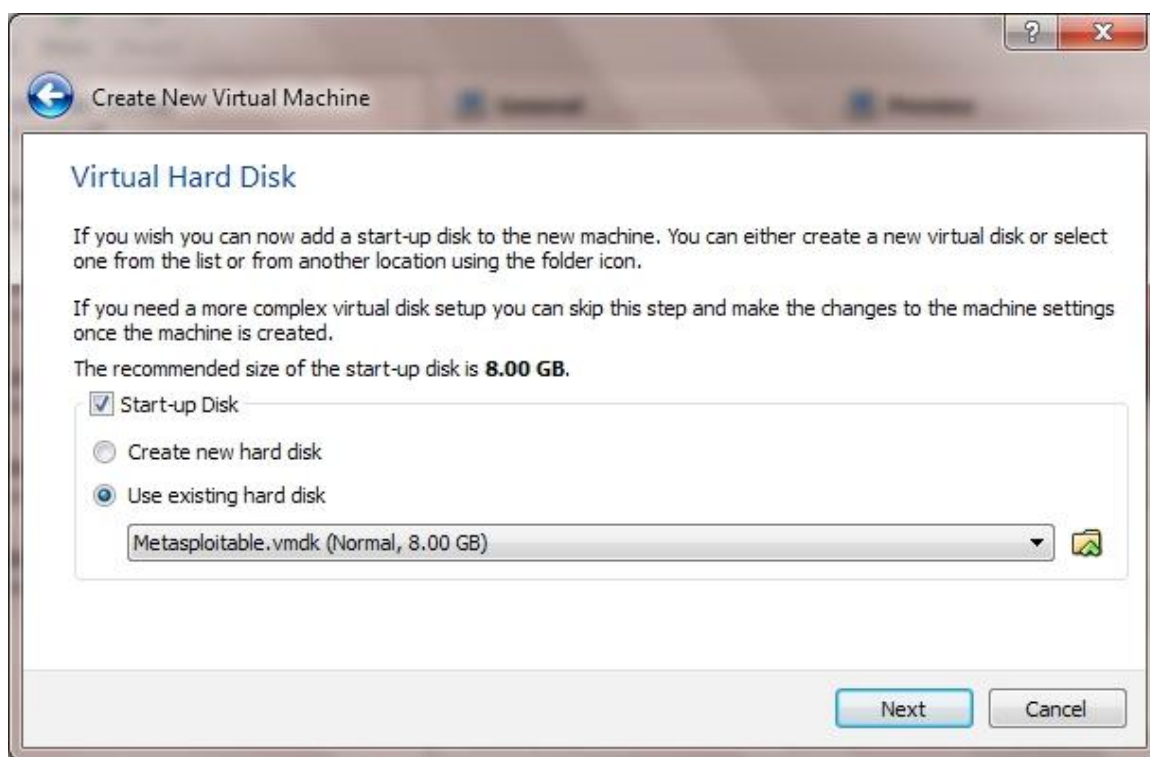 Create New Virtual Machine
General
Preview
Virtual Hard Disk
If you wish you can now add a start-up disk to the new machine. You can either create a new virtual disk or select
one from the list or from another location using the folder icon.
If you need a more complex virtual disk setup you can skip this step and make the changes to the machine settings
once the machine is created.
The recommended size of the start-up disk is 8.00 GB.
Start-up Disk
Create new hard disk
Use existing hard disk
Metasploitable.vmdk (Normal, 8.00 GB)
Next
Cancel